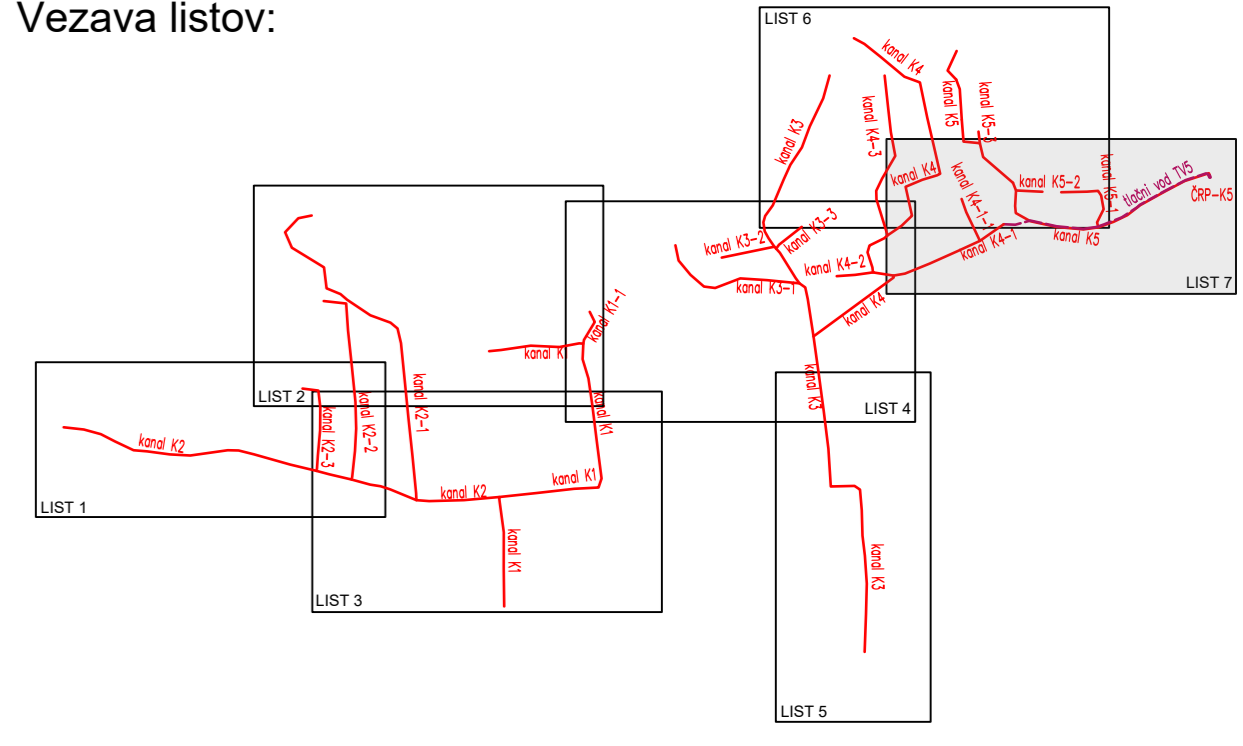 Vezava listov:
LIST 6
kanal K4
kanal K3
kanal K4-3
kanal K5
kanal K5-3
kanal K4
kanal K4-1-1
kanal K5-2
kanal K5-1
tlačni vod TV5
ČRP-K5
kanal K3-3
kanal K3-2
kanal K4-2
kanal K4-1
kanal K5
kanal K3-1
kanal K4
LIST 7
kanal K1-1
kanal K1
LIST 2
kanal K2-1
kanal K1
kanal K3
LIST 4
kanal K2
kanal K2-3
kanal K2-2
kanal K2
kanal K1
LIST 1
kanal K1
kanal K3
LIST 3
LIST 5